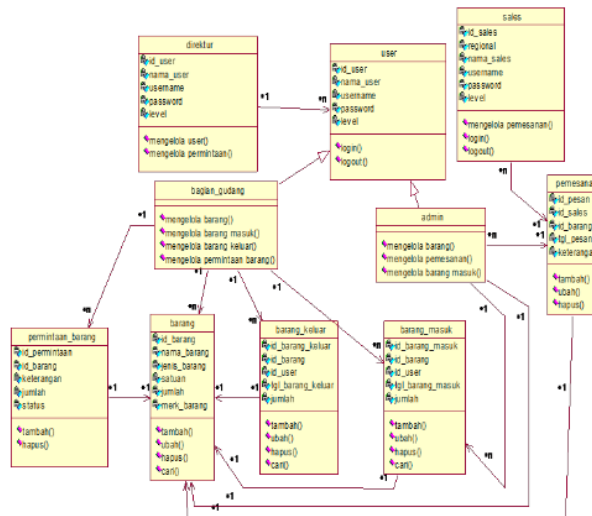 direktur
id_user
nama_user
username
password
level
mengelola user()
mengelola permintaan()
*1
*n
user
id_user
nama_user
username
password
level
login()
logout()
sales
id_sales
regional
nama_sales
username
password
level
mengelola pemesanan()
login()
logout()
*n
*1
bagian_gudang
mengelola barang()
mengelola barang masuk()
mengelola barang keluar()
mengelola permintaan barang()
*1
*1
*1
*1
admin
mengelola barang()
mengelola pemesanan()
mengelola barang masuk()
*n
*1
pemesana
id_pesan
id_sales
id_barang
tgl_pesan
keterangan
tambah()
ubah()
hapus()
*1
*n
permintaan_barang
id_permintaan
id_barang
keterangan
jumlah
status
tambah()
hapus()
*1
*1
*n
barang
id_barang
nama_barang
jenis_barang
satuan
jumlah
merk_barang
tambah()
ubah()
hapus()
cari()
*n
barang_keluar
id_barang_keluar
id_barang
id_user
tgl_barang_keluar
jumlah
tambah()
ubah()
hapus()
cari()
*1
*1
*n
barang_masuk
id_barang_masuk
id_barang
id_user
tgl_barang_masuk
jumlah
tambah()
ubah()
hapus()
cari()
*n
*1
*1
*1
*1